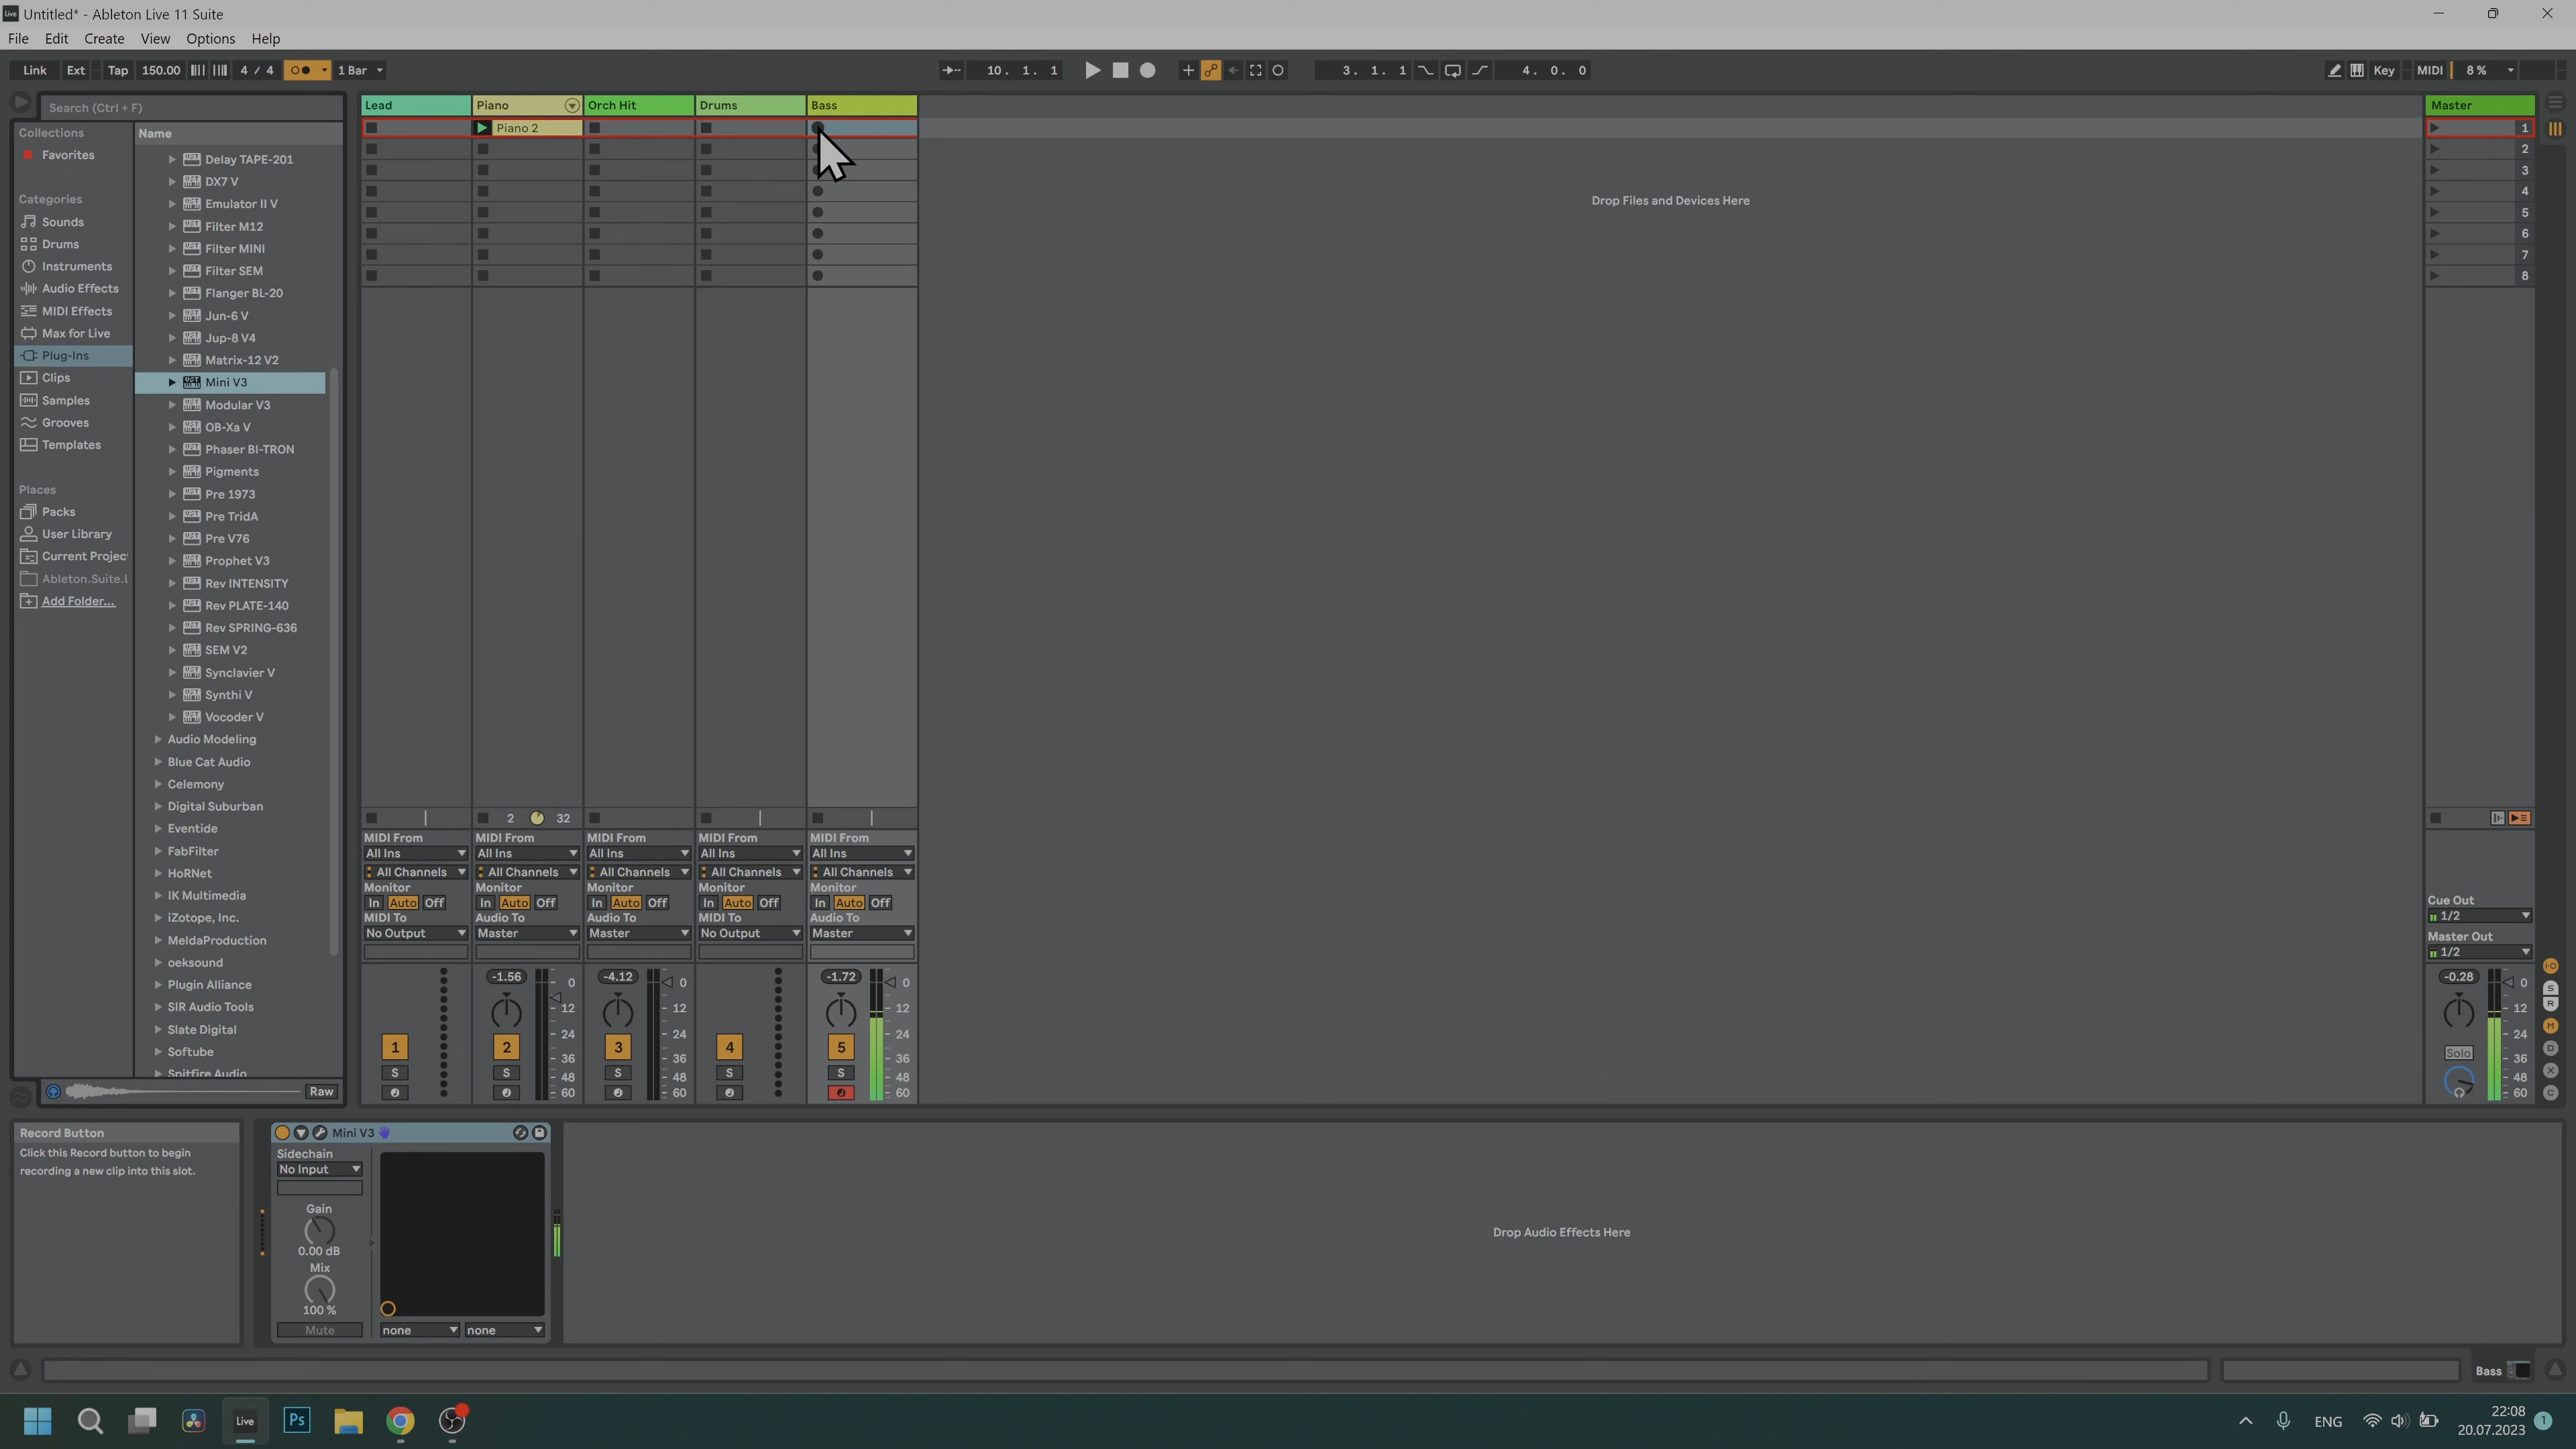 Untitled* - Ableton Live 11 Suite
File Edit Create View Options Help
Link Ext Tap 150.00 4 / 4 1 Bar 10. 1. 1 3. 1. 1 4. 0. 0 Key MIDI 8 %
Search (Ctrl + F)
Collections
Favorites
Categories
Sounds
Drums
Instruments
Audio Effects
MIDI Effects
Max for Live
Plug-Ins
Clips
Samples
Grooves
Templates
Places
Packs
User Library
Current Projec
Ableton.Suite.
Add Folder...
Name
Delay TAPE-201
DX7 V
Emulator II V
Filter M12
Filter MINI
Filter SEM
Flanger BL-20
Jun-6 V
Jup-8 V4
Matrix-12 V2
Mini V3
Modular V3
OB-Xa V
Phaser BI-TRON
Pigments
Pre 1973
Pre TridA
Pre V76
Prophet V3
Rev INTENSITY
Rev PLATE-140
Rev SPRING-636
SEM V2
Synclavier V
Synthi V
Vocoder V
Audio Modeling
Blue Cat Audio
Celemony
Digital Suburban
Eventide
FabFilter
HoRNet
IK Multimedia
iZotope, Inc.
MeldaProduction
oeksound
Plugin Alliance
SIR Audio Tools
Slate Digital
Softube
Spitfire Audio
Raw
Lead Piano Orch Hit Drums Bass Master
Piano 2 1
2
3
4
5
6
7
8
Drop Files and Devices Here
2 32
MIDI From MIDI From MIDI From MIDI From MIDI From
All Ins All Ins All Ins All Ins All Ins
All Channels All Channels All Channels All Channels All Channels
Monitor Monitor Monitor Monitor Monitor
In Auto Off In Auto Off In Auto Off In Auto Off In Auto Off
MIDI To Audio To Audio To MIDI To Audio To
No Output Master Master No Output Master
Cue Out
1/2
Master Out
1/2
-1.56 -4.12 -1.72 -0.28
0 0 0 0
12 12 12 12
24 24 24 24
1 2 3 4 5
36 36 36 36
Solo
S S S S S
48 48 48 48
60 60 60 60
S
R
M
D
X
C
Record Button
Click this Record button to begin
recording a new clip into this slot.
Mini V3
Sidechain
No Input
Gain
0.00 dB
Mix
100 %
Mute
none none
Drop Audio Effects Here
Bass
Live Ps
ENG
22:08
20.07.2023
1